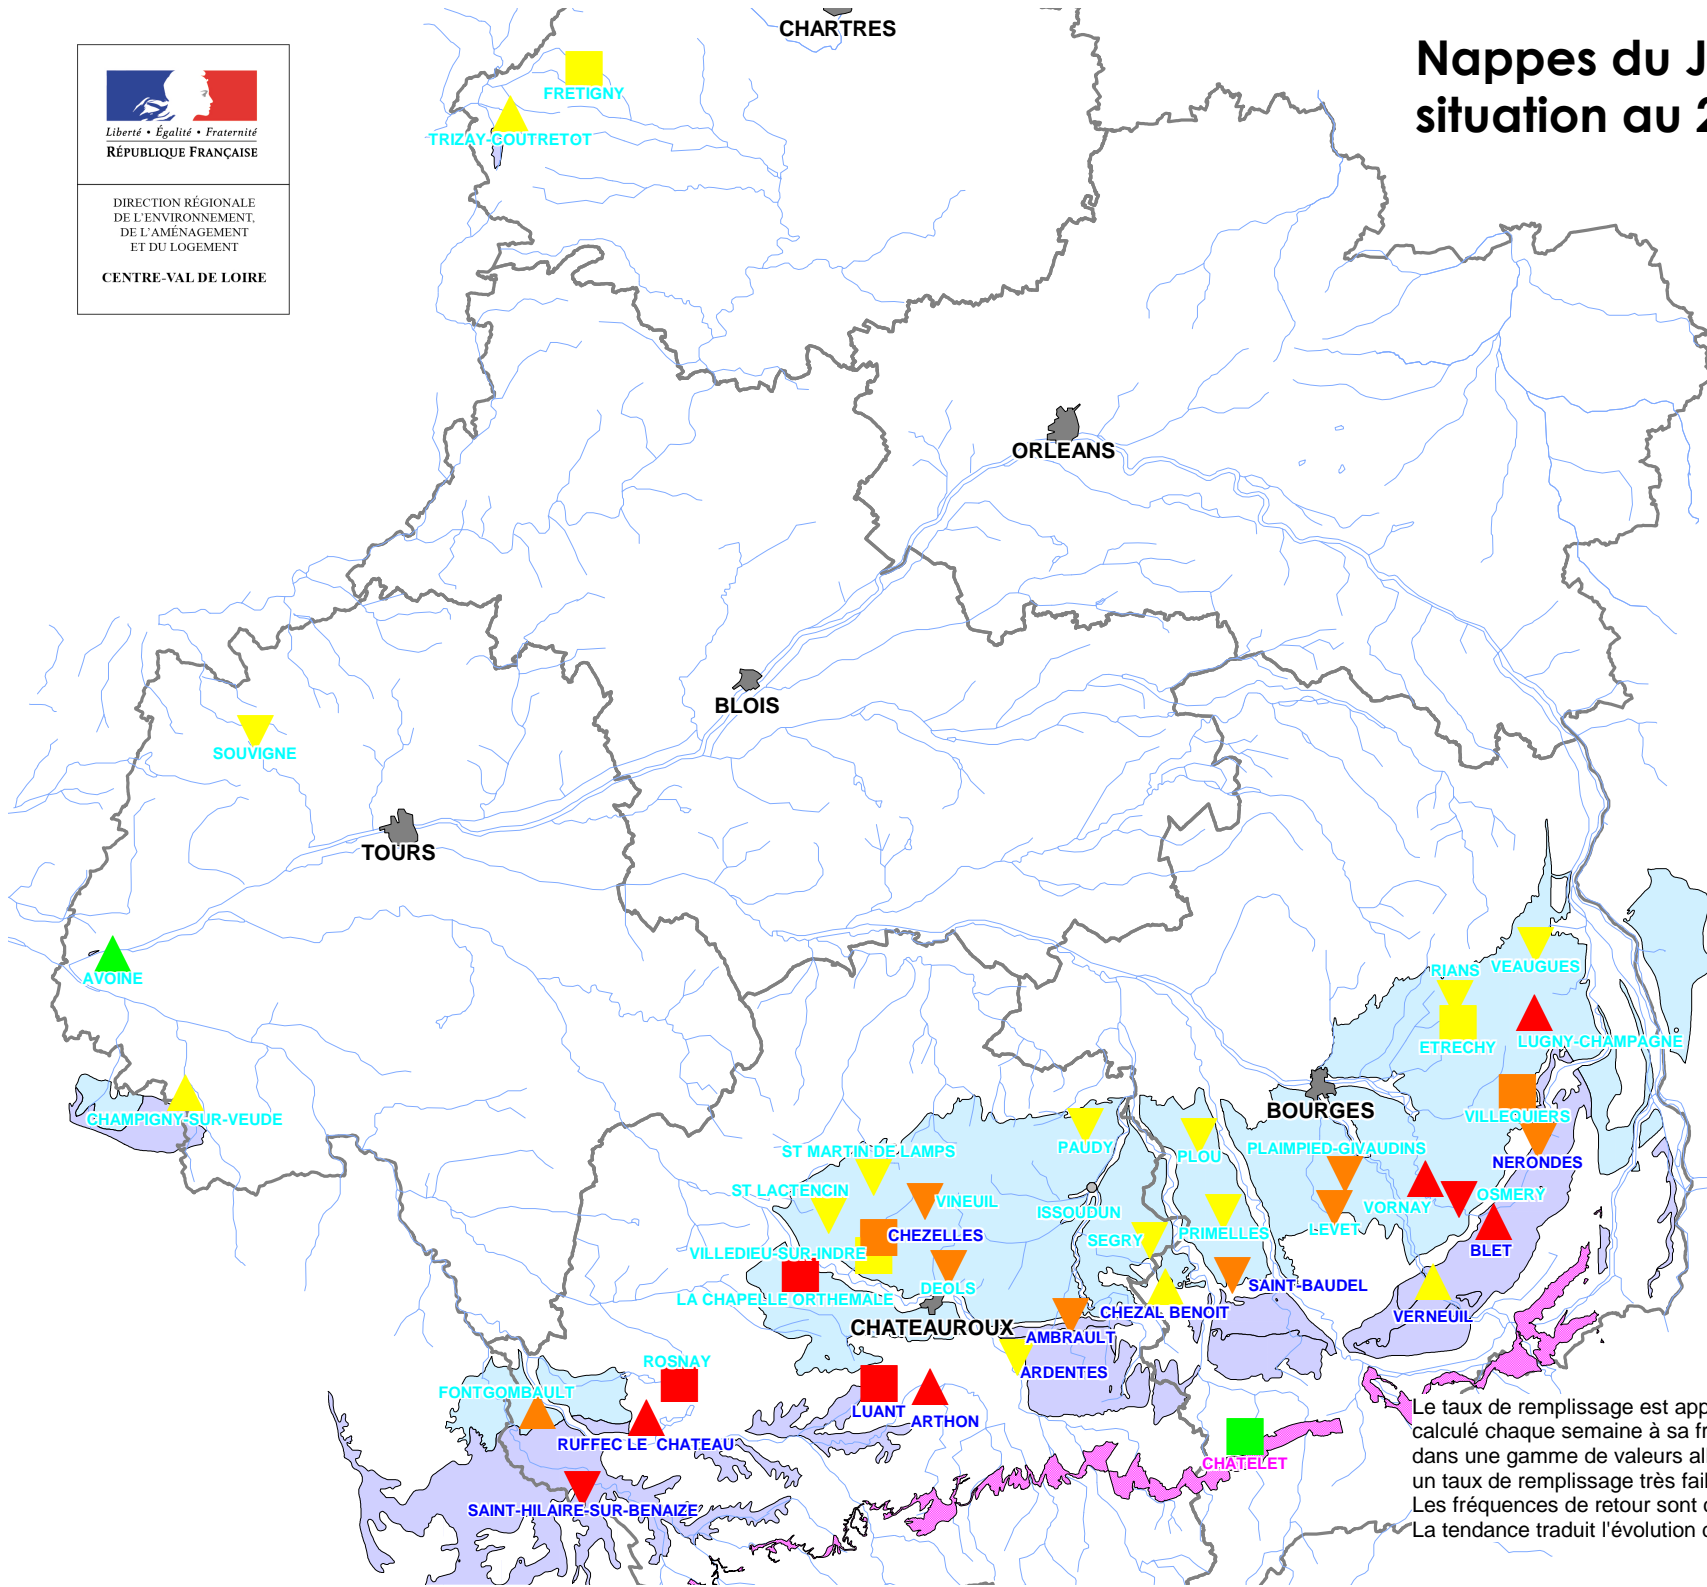 CHARTRES
Nappes du J
situation au 2
Liberté • Égalité • Fraternité
RÉPUBLIQUE FRANÇAISE
DIRECTION RÉGIONALE
DE L'ENVIRONNEMENT,
DE L'AMÉNAGEMENT
ET DU LOGEMENT
CENTRE-VAL DE LOIRE
FRETIGNY
TRIZAY-COUTRETOT
ORLEANS
BLOIS
SOUVIGNE
TOURS
AVOINE
CHAMPIGNY-SUR-VEUDE
RIANS
VEAUGUES
ETRECHY
LUGNY-CHAMPAGNE
BOURGES
VILLEQUIERS
NERONDES
PLAIMPIED-GIVAUDINS
PAUDY
PLOU
ST MARTIN DE LAMPS
ST LACTENCIN
VINEUIL
ISSOUDUN
VORNAY
OSMERY
LEVET
BLET
CHEZELLES
SEGRY
PRIMELLES
VILLEDIEU-SUR-INDRE
DEOLS
LA CHAPELLE ORTHEMALE
SAINT-BAUDEL
CHEZAL BENOIT
VERNEUIL
CHATEAUROUX
AMBRAULT
ARDENTES
ROSNAY
FONTGOMBAULT
LUANT
ARTHON
RUFFEC LE CHATEAU
CHATELET
SAINT-HILAIRE-SUR-BENAIZE
Le taux de remplissage est app
calculé chaque semaine à sa fr
dans une gamme de valeurs all
un taux de remplissage très faib
Les fréquences de retour sont
La tendance traduit l'évolution